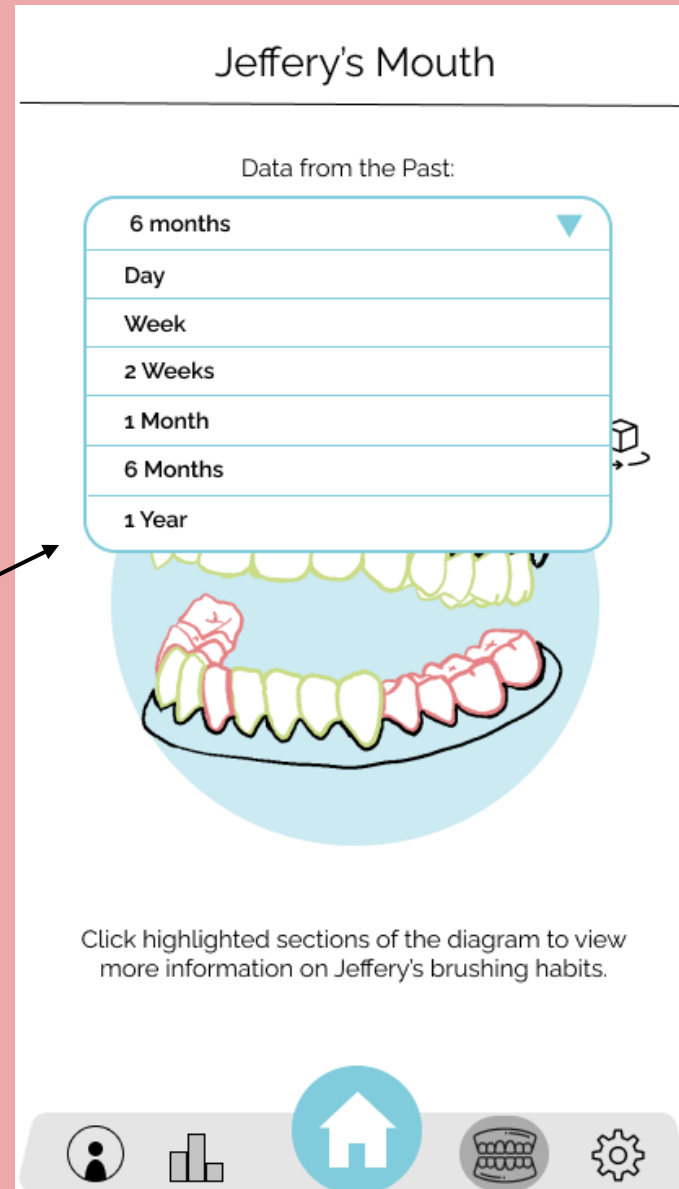 Jeffery's Mouth
Data from the Past:
6 months
Day
Week
2 Weeks
1 Month
6 Months
1 Year
Click highlighted sections of the diagram to view
more information on Jeffery's brushing habits.